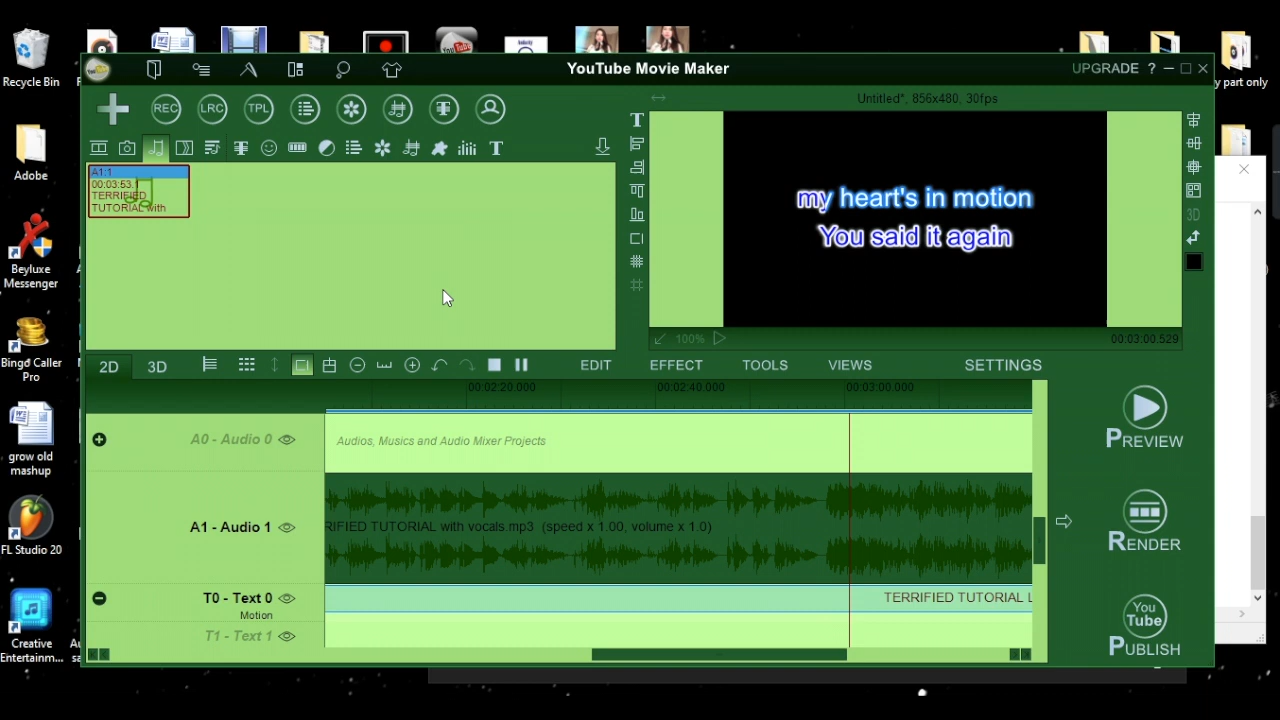 Recycle Bin
Adobe
Beyluxe
Messenger
Bingd Caller
Pro
grow old
mashup
FL Studio 20
Creative
Entertainm...
y part only
YouTube Movie Maker
UPGRADE ?
REC
LRC
TPL
Untitled*, 856x480, 30fps
A1:1
00:03:53.1
TERRIFIED
TUTORIAL with
my heart's in motion
You said it again
3D
100%
00:03:00.529
2D
3D
EDIT
EFFECT
TOOLS
VIEWS
SETTINGS
00:02:20.000
00:02:40.000
00:03:00.000
A0 - Audio 0
Audios, Musics and Audio Mixer Projects
A1 - Audio 1
RIFIED TUTORIAL with vocals.mp3 (speed x 1.00, volume x 1.0)
T0 - Text 0
Motion
TERRIFIED TUTORIAL L
T1 - Text 1
PREVIEW
RENDER
You
Tube
PUBLISH